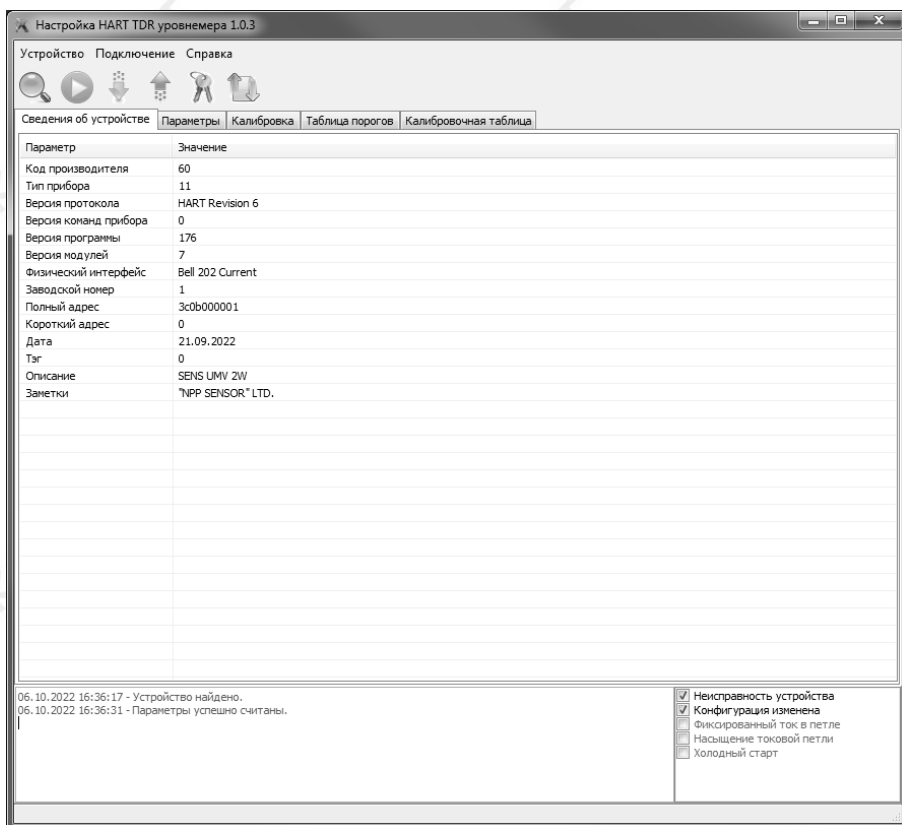 Настройка HART TDR уровнемера 1.0.3
Устройство Подключение Справка
Сведения об устройстве Параметры Калибровка Таблица порогов Калибровочная таблица
Параметр Значение
Код производителя 60
Тип прибора 11
Версия протокола HART Revision 6
Версия команд прибора 0
Версия программы 176
Версия модулей 7
Физический интерфейс Bell 202 Current
Заводской номер 1
Полный адрес 3c0b000001
Короткий адрес 0
Дата 21.09.2022
Тэг 0
Описание SENS UMV 2W
Заметки "NPP SENSOR" LTD.
06.10.2022 16:36:17 - Устройство найдено.
06.10.2022 16:36:31 - Параметры успешно считаны.
Неисправность устройства
Конфигурация изменена
Фиксированный ток в петле
Насыщение токовой петли
Холодный старт